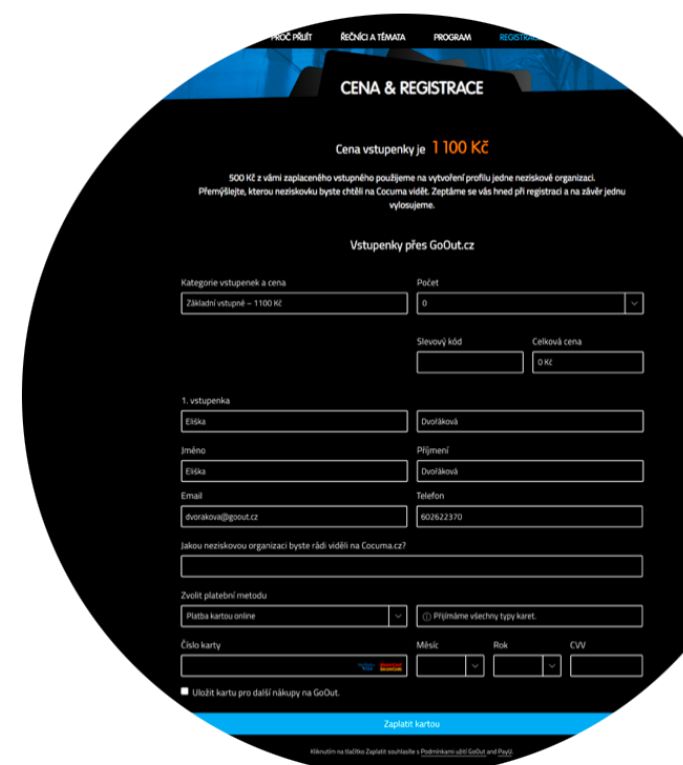 PROČ PŘIJÍT ŘEČNÍCI A TÉMATA PROGRAM
CENA & REGISTRACE
Cena vstupenky je 1 100 Kč
500 Kč z vámi zaplaceného vstupného použijeme na vytvoření profilu jedne neziskové organizaci.
Přemýšlejte, kterou neziskovku byste chtěli na Cocuma vidět. Zeptáme se vás hned při registraci a na závěr jednu
vylosujeme.
Vstupenky přes GoOut.cz
Kategorie vstupenek a cena Počet
Základní vstupné – 1100 Kč 0
Slevový kód Celková cena
0 Kč
1. vstupenka
Eliška Dvořáková
Jméno Příjmení
Eliška Dvořáková
Email Telefon
dvorakova@goout.cz 602622370
Jakou neziskovou organizaci byste rádi viděli na Cocuma.cz?
Zvolit platební metodu
Platba kartou online Přijímáme všechny typy karet.
Číslo karty Měsíc Rok CVV
Uložit kartu pro další nákupy na GoOut.
Zaplatit kartou
Kliknutím na tlačítko Zaplatit souhlasíte s Podmínkami užití GoOut and PayU.